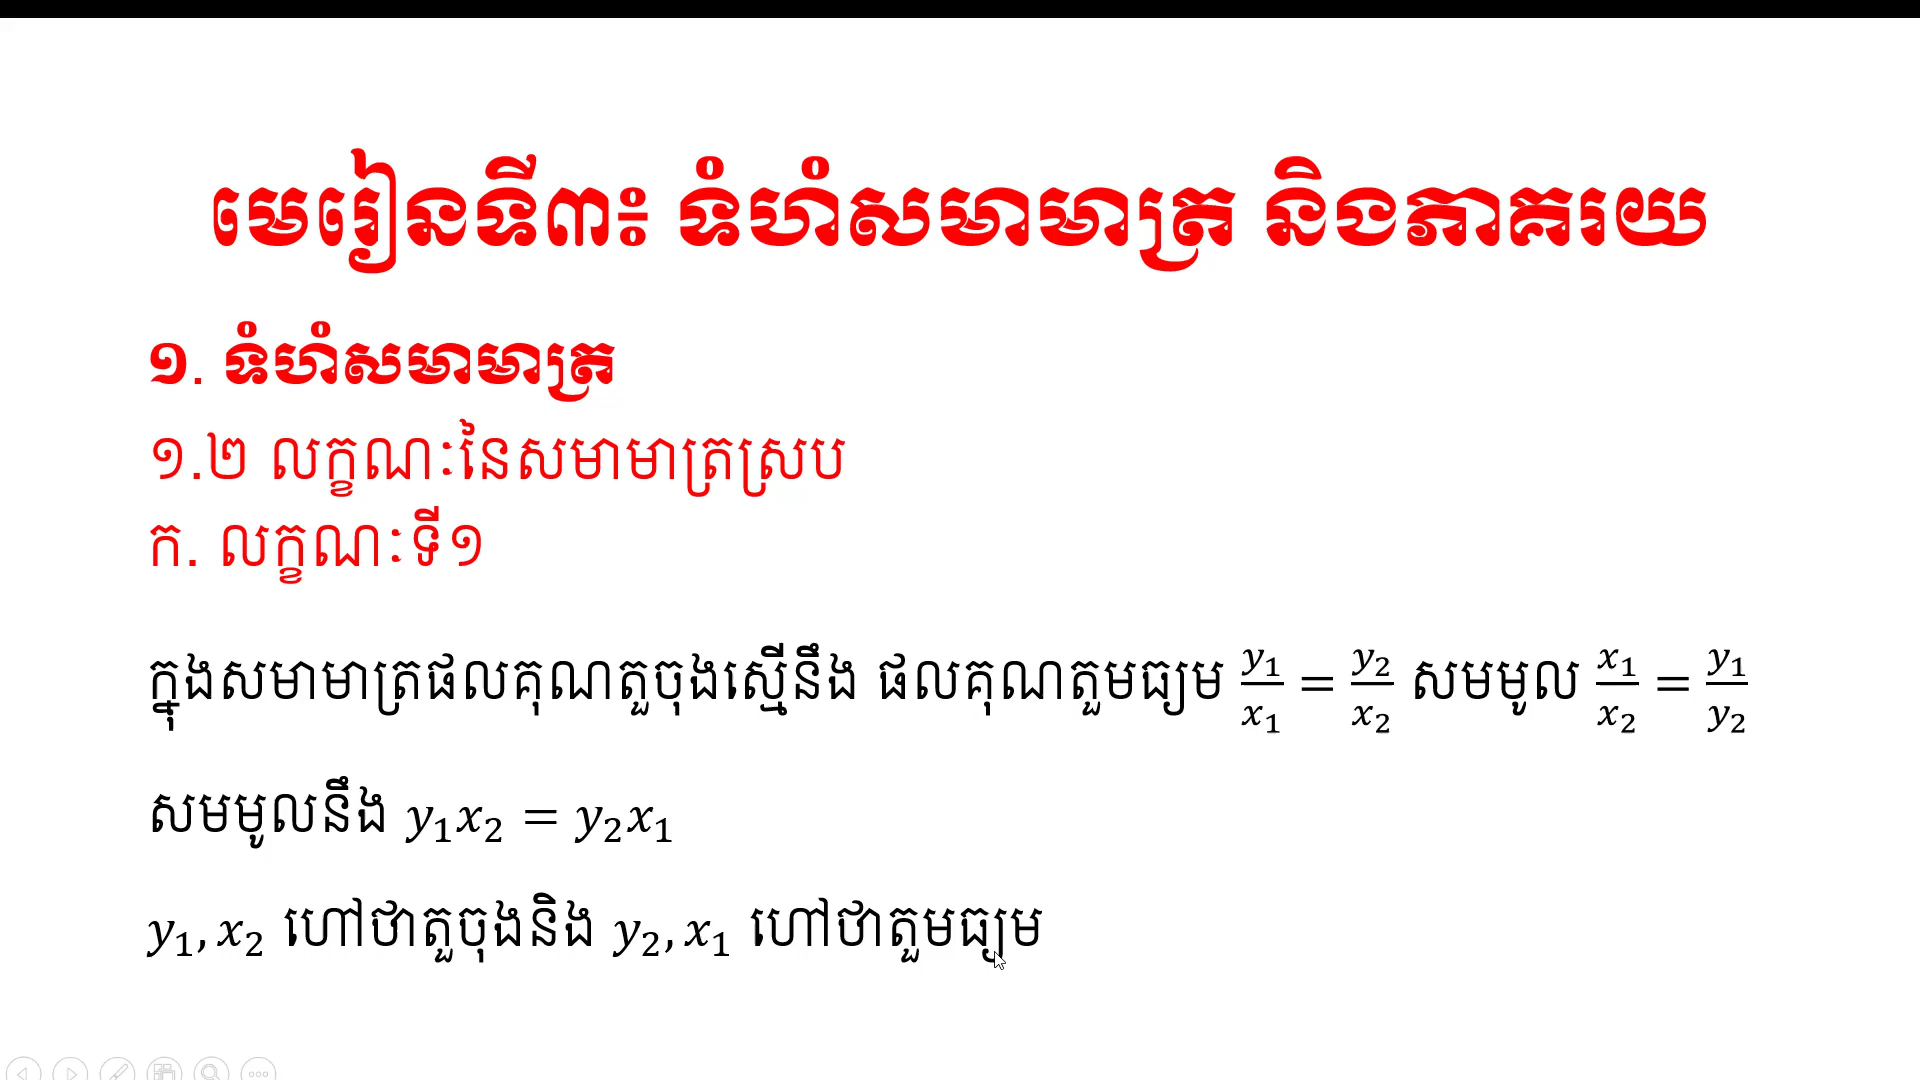 មេរៀនទី៣៖ ទំហំសមាមាត្រ និងភាគរយ
១. ទំហំសមាមាត្រ
១.២ លក្ខណៈនៃសមាមាត្រស្រប
ក. លក្ខណៈទី១
ក្នុងសមាមាត្រផលគុណតួចុងស្មើនឹង ផលគុណតួមធ្យម y₁/x₁ = y₂/x₂ សមមូល x₁/x₂ = y₁/y₂
សមមូលនឹង y₁x₂ = y₂x₁
y₁, x₂ ហៅថាតួចុងនិង y₂, x₁ ហៅថាតួមធ្យម